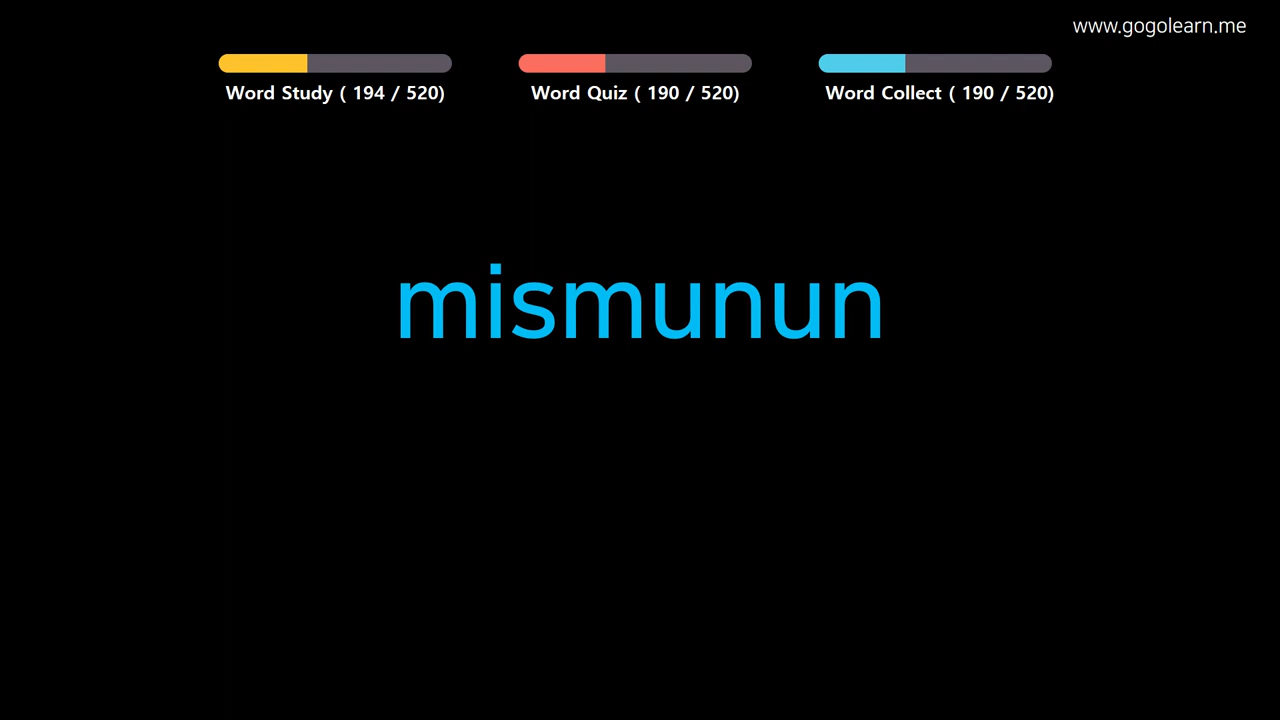 www.gogolearn.me
Word Study ( 194 / 520)
Word Quiz ( 190 / 520)
Word Collect ( 190 / 520)
mismunun